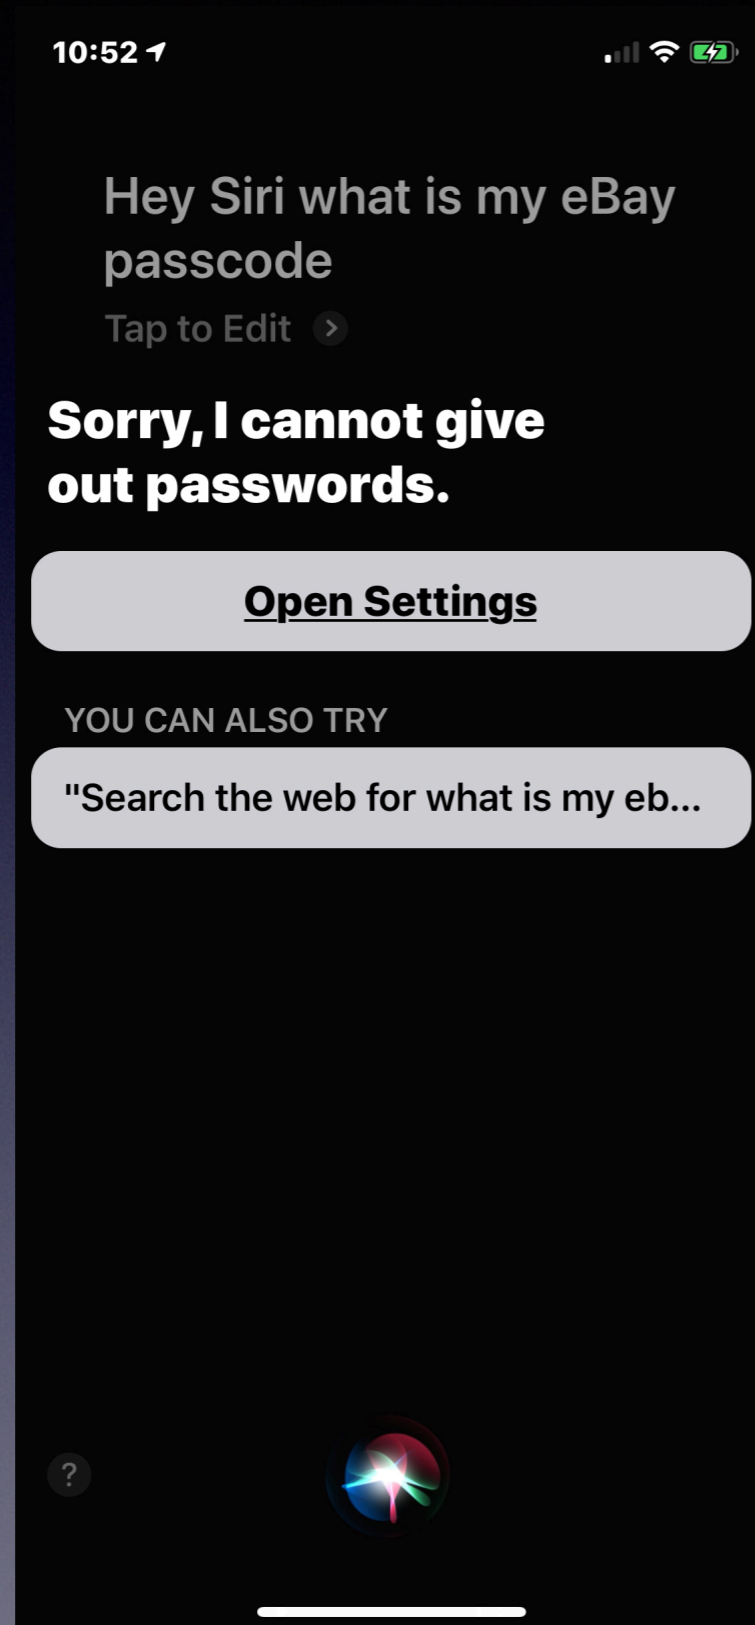 10:52
Hey Siri what is my eBay
passcode
Tap to Edit
Sorry, I cannot give
out passwords.
Open Settings
YOU CAN ALSO TRY
"Search the web for what is my eb...
?